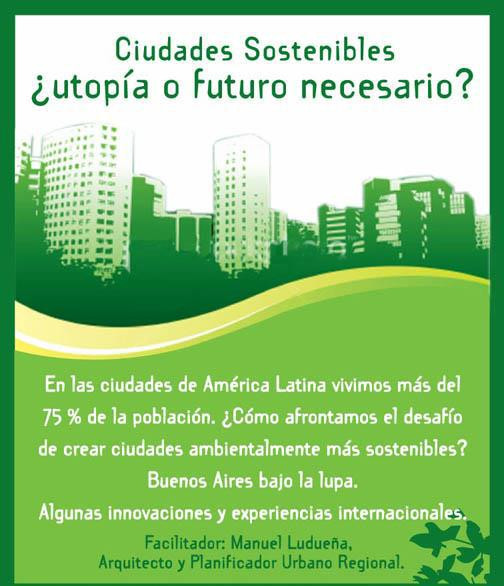 Ciudades Sostenibles
¿utopía o futuro necesario?
En las ciudades de América Latina vivimos más del
75 % de la población. ¿Cómo afrontamos el desafío
de crear ciudades ambientalmente más sostenibles?
Buenos Aires bajo la lupa.
Algunas innovaciones y experiencias internacionales.
Facilitador: Manuel Ludueña,
Arquitecto y Planificador Urbano Regional.